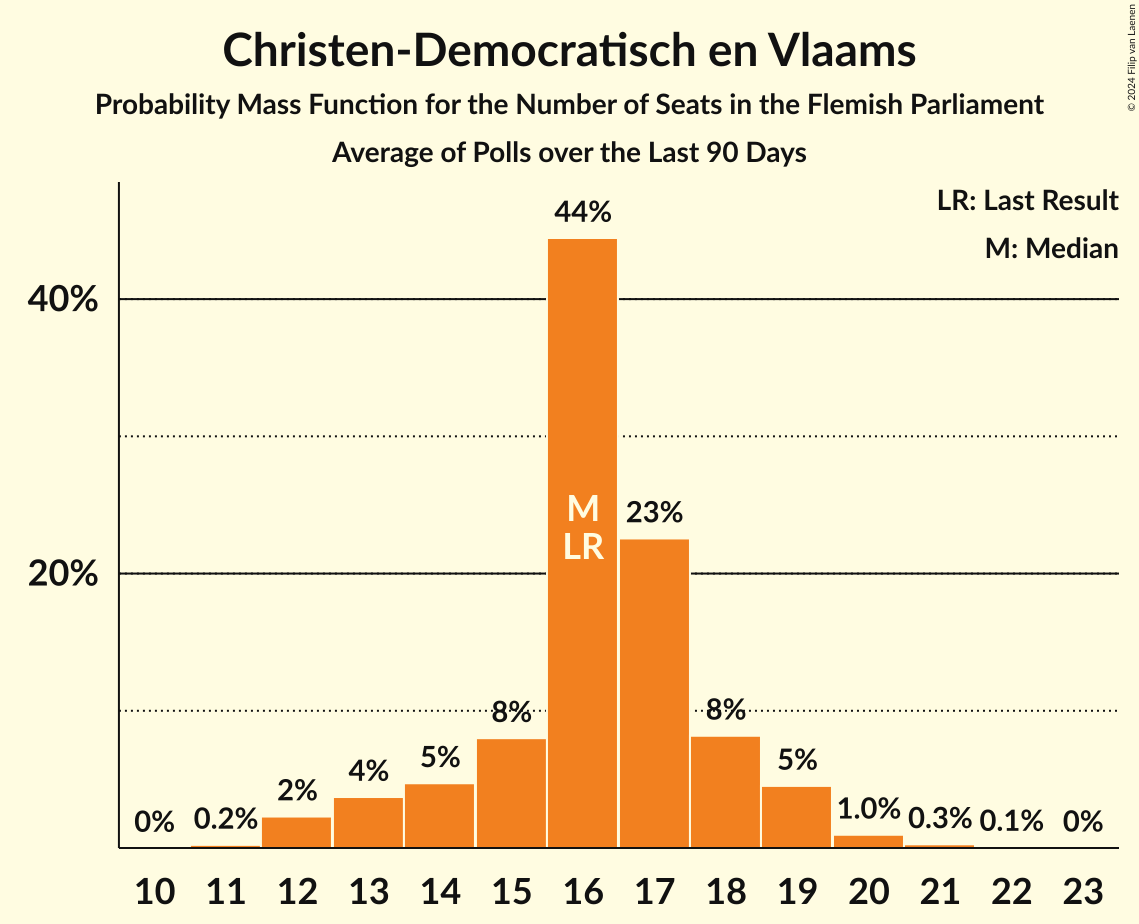 Christen-Democratisch en Vlaams
Probability Mass Function for the Number of Seats in the Flemish Parliament
Average of Polls over the Last 90 Days
© 2024 Filip van Laenen
LR: Last Result
M: Median
40%
20%
0%
0.2%
2%
4%
5%
8%
44%
M
LR
23%
8%
5%
1.0%
0.3%
0.1%
0%
10 11 12 13 14 15 16 17 18 19 20 21 22 23